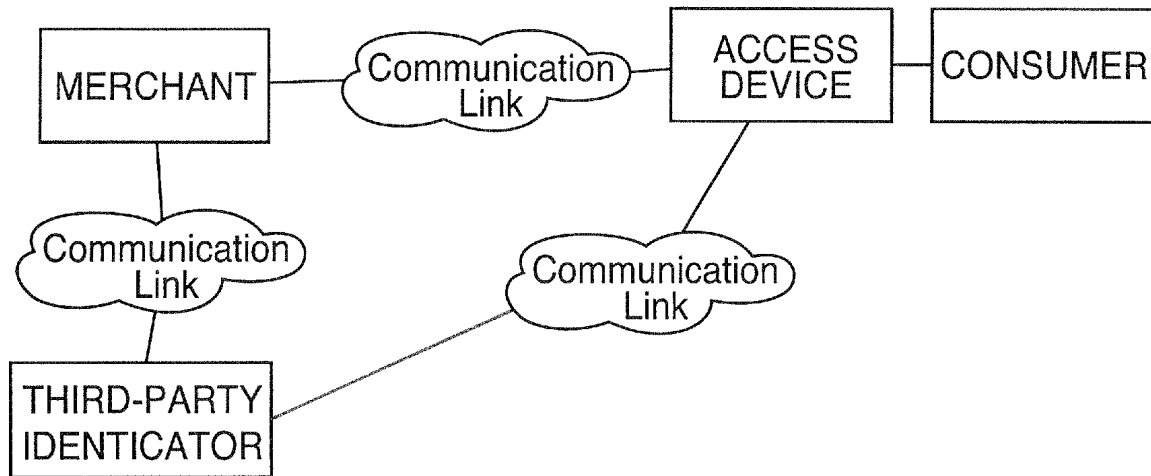 MERCHANT
Communication
Link
ACCESS
DEVICE
CONSUMER
Communication
Link
Communication
Link
THIRD-PARTY
IDENTICATOR